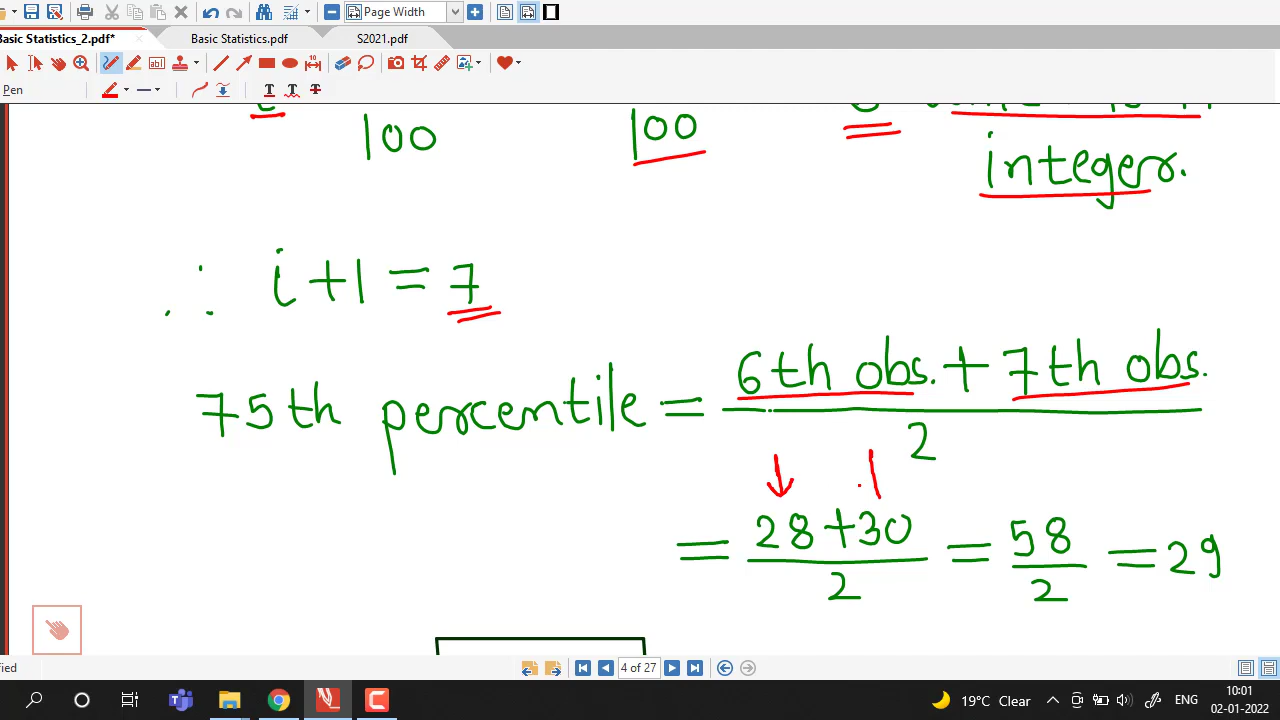 Page Width
Basic Statistics_2.pdf*
Basic Statistics.pdf
S2021.pdf
10
Pen
T T T
100 100
integer.
∴ i+1=7
75th percentile = 6th obs. + 7th obs. / 2
= 28+30 / 2 = 58 / 2 = 29
4 of 27
19°C Clear
ENG
10:01
02-01-2022